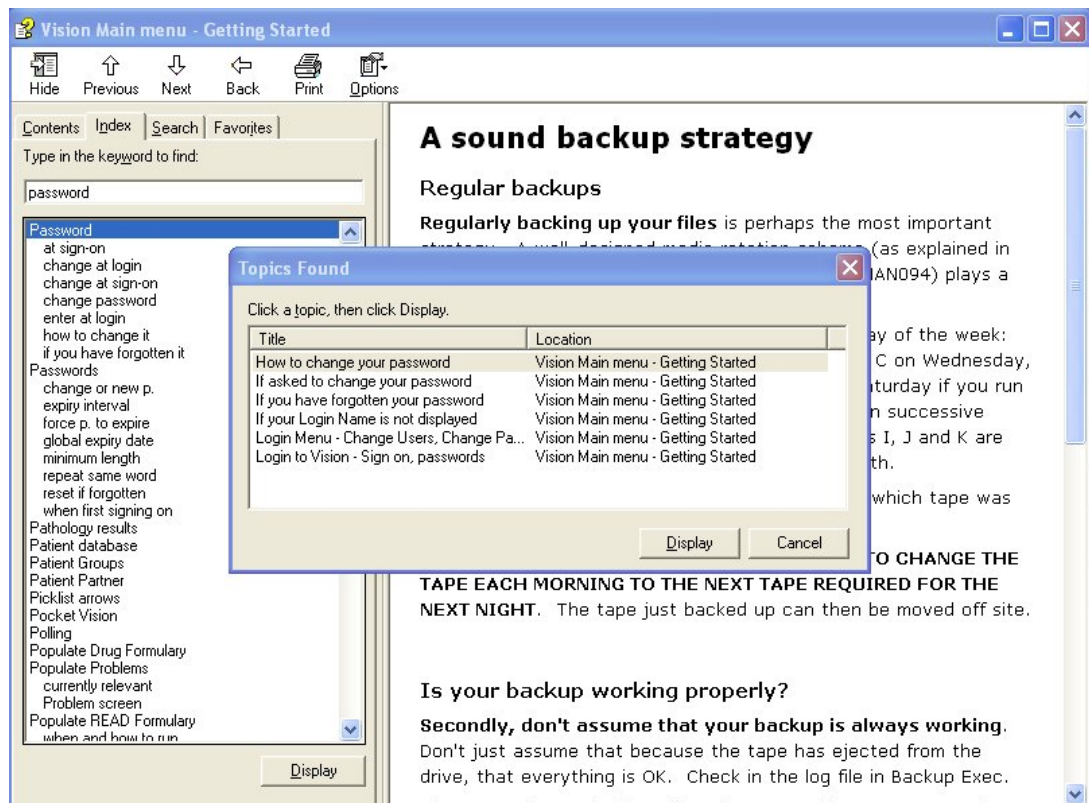 Vision Main menu - Getting Started
Hide Previous Next Back Print Options
Contents Index Search Favorites
Type in the keyword to find:
password
Password
at sign-on
change at login
change at sign-on
change password
enter at login
how to change it
if you have forgotten it
Passwords
change or new p.
expiry interval
force p. to expire
global expiry date
minimum length
repeat same word
reset if forgotten
when first signing on
Pathology results
Patient database
Patient Groups
Patient Partner
Picklist arrows
Pocket Vision
Polling
Populate Drug Formulary
Populate Problems
currently relevant
Problem screen
Populate READ Formulary
when and how to run
Display
Topics Found
Click a topic, then click Display.
Title Location
How to change your password Vision Main menu - Getting Started
If asked to change your password Vision Main menu - Getting Started
If you have forgotten your password Vision Main menu - Getting Started
If your Login Name is not displayed Vision Main menu - Getting Started
Login Menu - Change Users, Change Pa... Vision Main menu - Getting Started
Login to Vision - Sign on, passwords Vision Main menu - Getting Started
Display Cancel
A sound backup strategy
Regular backups
Regularly backing up your files is perhaps the most important
(as explained in
MAN094) plays a
ay of the week:
C on Wednesday,
aturday if you run
n successive
s I, J and K are
th.
which tape was
TO CHANGE THE
TAPE EACH MORNING TO THE NEXT TAPE REQUIRED FOR THE
NEXT NIGHT. The tape just backed up can then be moved off site.
Is your backup working properly?
Secondly, don't assume that your backup is always working.
Don't just assume that because the tape has ejected from the
drive, that everything is OK. Check in the log file in Backup Exec.